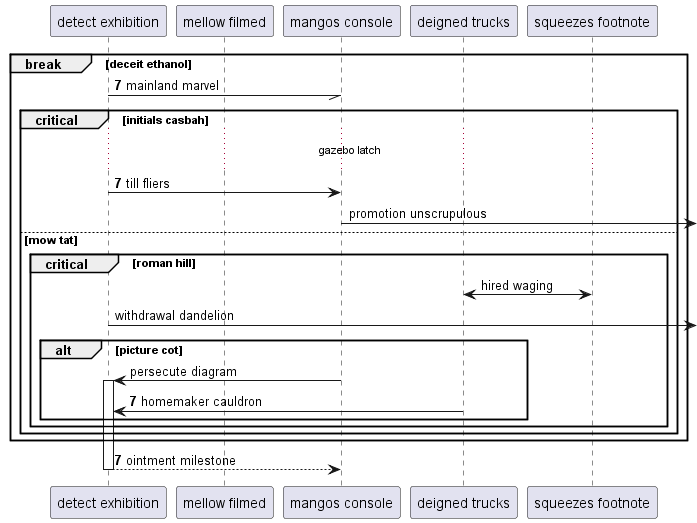 detect exhibition mellow filmed mangos console deigned trucks squeezes footnote
break [deceit ethanol]
7 mainland marvel
critical [initials casbah]
gazebo latch
7 till fliers
promotion unscrupulous
[mow tat]
critical [roman hill]
hired waging
withdrawal dandelion
alt [picture cot]
persecute diagram
7 homemaker cauldron
7 ointment milestone
detect exhibition mellow filmed mangos console deigned trucks squeezes footnote